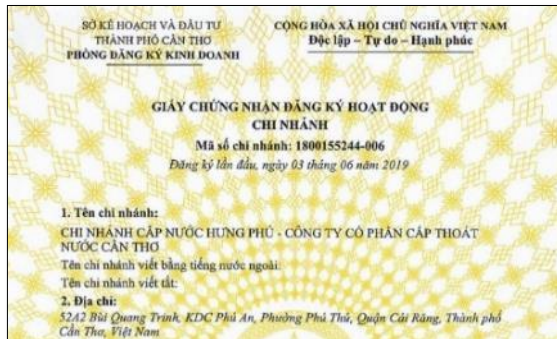 SỞ KẾ HOẠCH VÀ ĐẦU TƯ
THÀNH PHỐ CẦN THƠ
PHÒNG ĐĂNG KÝ KINH DOANH
CỘNG HÒA XÃ HỘI CHỦ NGHĨA VIỆT NAM
Độc lập – Tự do – Hạnh phúc
GIẤY CHỨNG NHẬN ĐĂNG KÝ HOẠT ĐỘNG
CHI NHÁNH
Mã số chi nhánh: 1800155244-006
Đăng ký lần đầu, ngày 03 tháng 06 năm 2019
1. Tên chi nhánh:
CHI NHÁNH CẤP NƯỚC HƯNG PHÚ - CÔNG TY CỔ PHẦN CẤP THOÁT
NƯỚC CẦN THƠ
Tên chi nhánh viết bằng tiếng nước ngoài:
Tên chi nhánh viết tắt:
2. Địa chỉ:
52A2 Bùi Quang Trinh, KDC Phú An, Phường Phú Thứ, Quận Cái Răng, Thành phố
Cần Thơ, Việt Nam